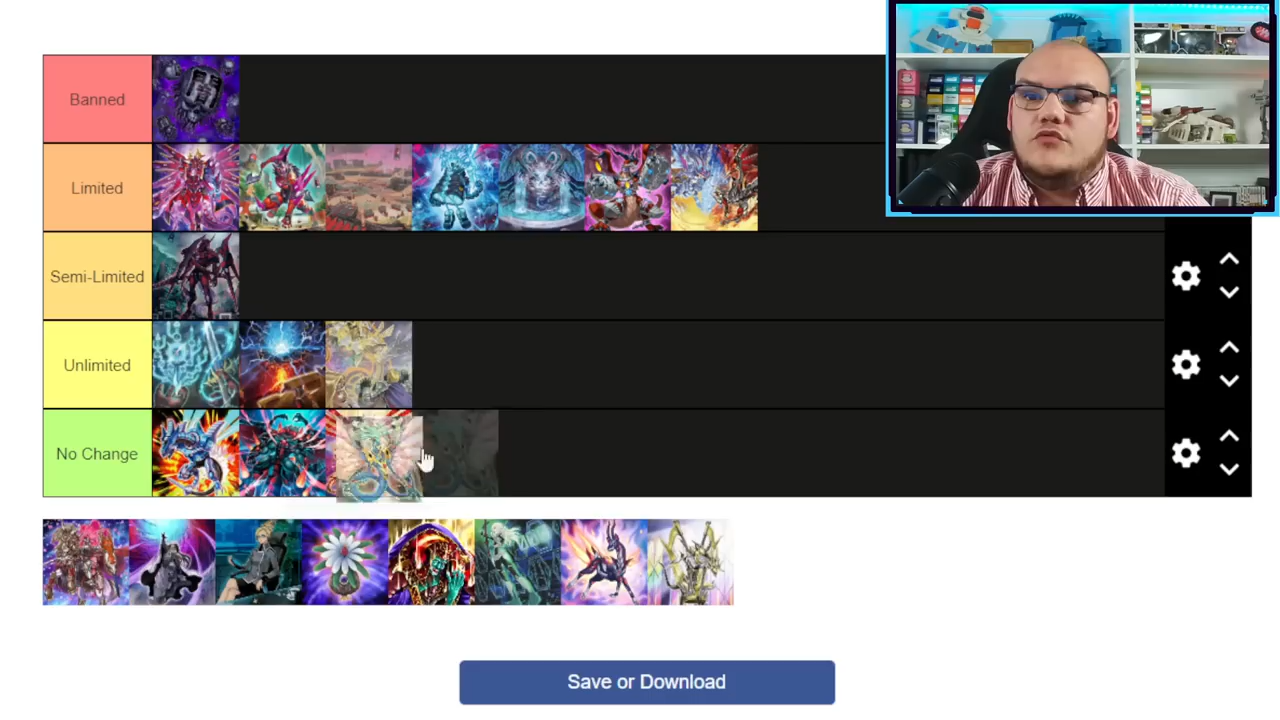 Banned
Limited
Semi-Limited
Unlimited
No Change
Save or Download